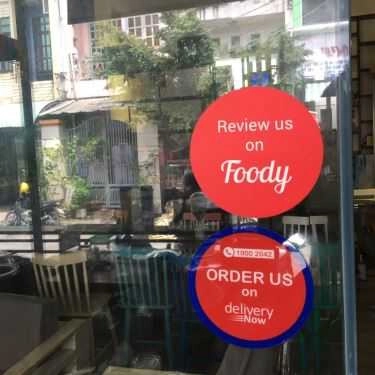 Review us
on
Foody
1900 2042
ORDER US
on
delivery
Now